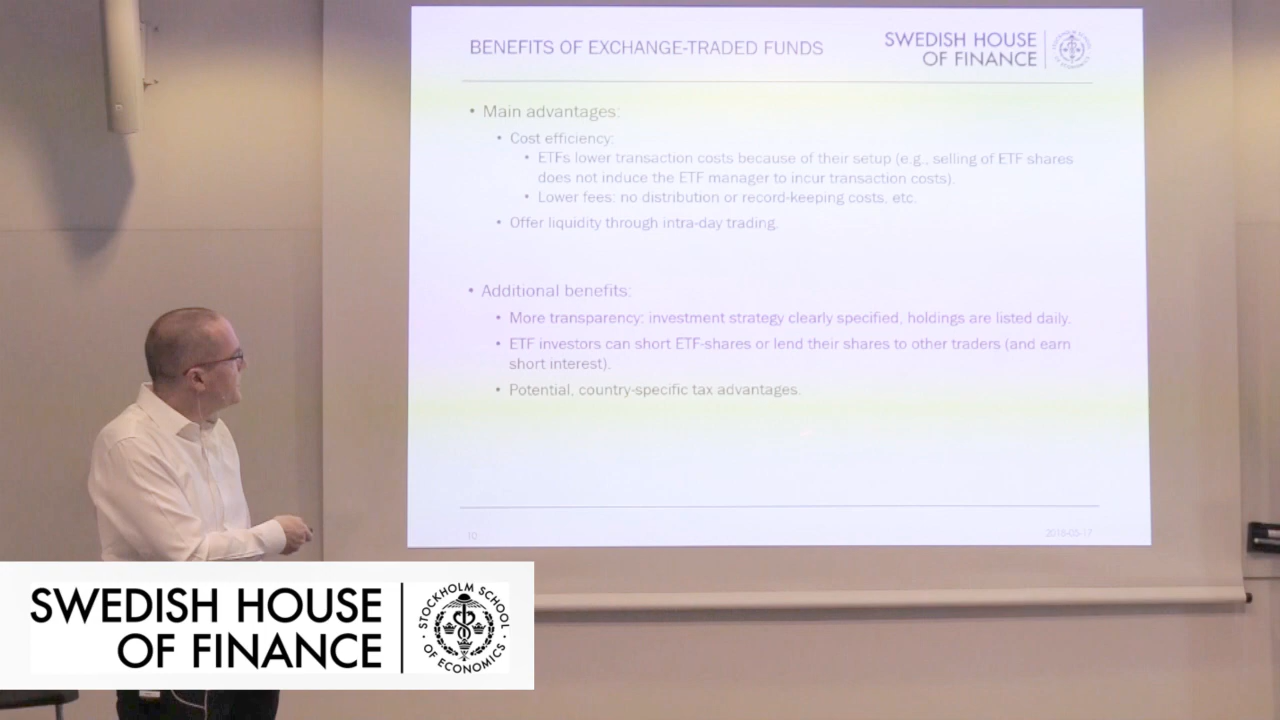 BENEFITS OF EXCHANGE-TRADED FUNDS
SWEDISH HOUSE
OF FINANCE
• Main advantages:
• Cost efficiency:
• ETFs lower transaction costs because of their setup (e.g., selling of ETF shares
does not induce the ETF manager to incur transaction costs).
• Lower fees: no distribution or record-keeping costs, etc.
• Offer liquidity through intra-day trading.
• Additional benefits:
• More transparency: investment strategy clearly specified, holdings are listed daily.
• ETF investors can short ETF-shares or lend their shares to other traders (and earn
short interest).
• Potential, country-specific tax advantages.
10
SWEDISH HOUSE
OF FINANCE
STOCKHOLM SCHOOL
OF ECONOMICS